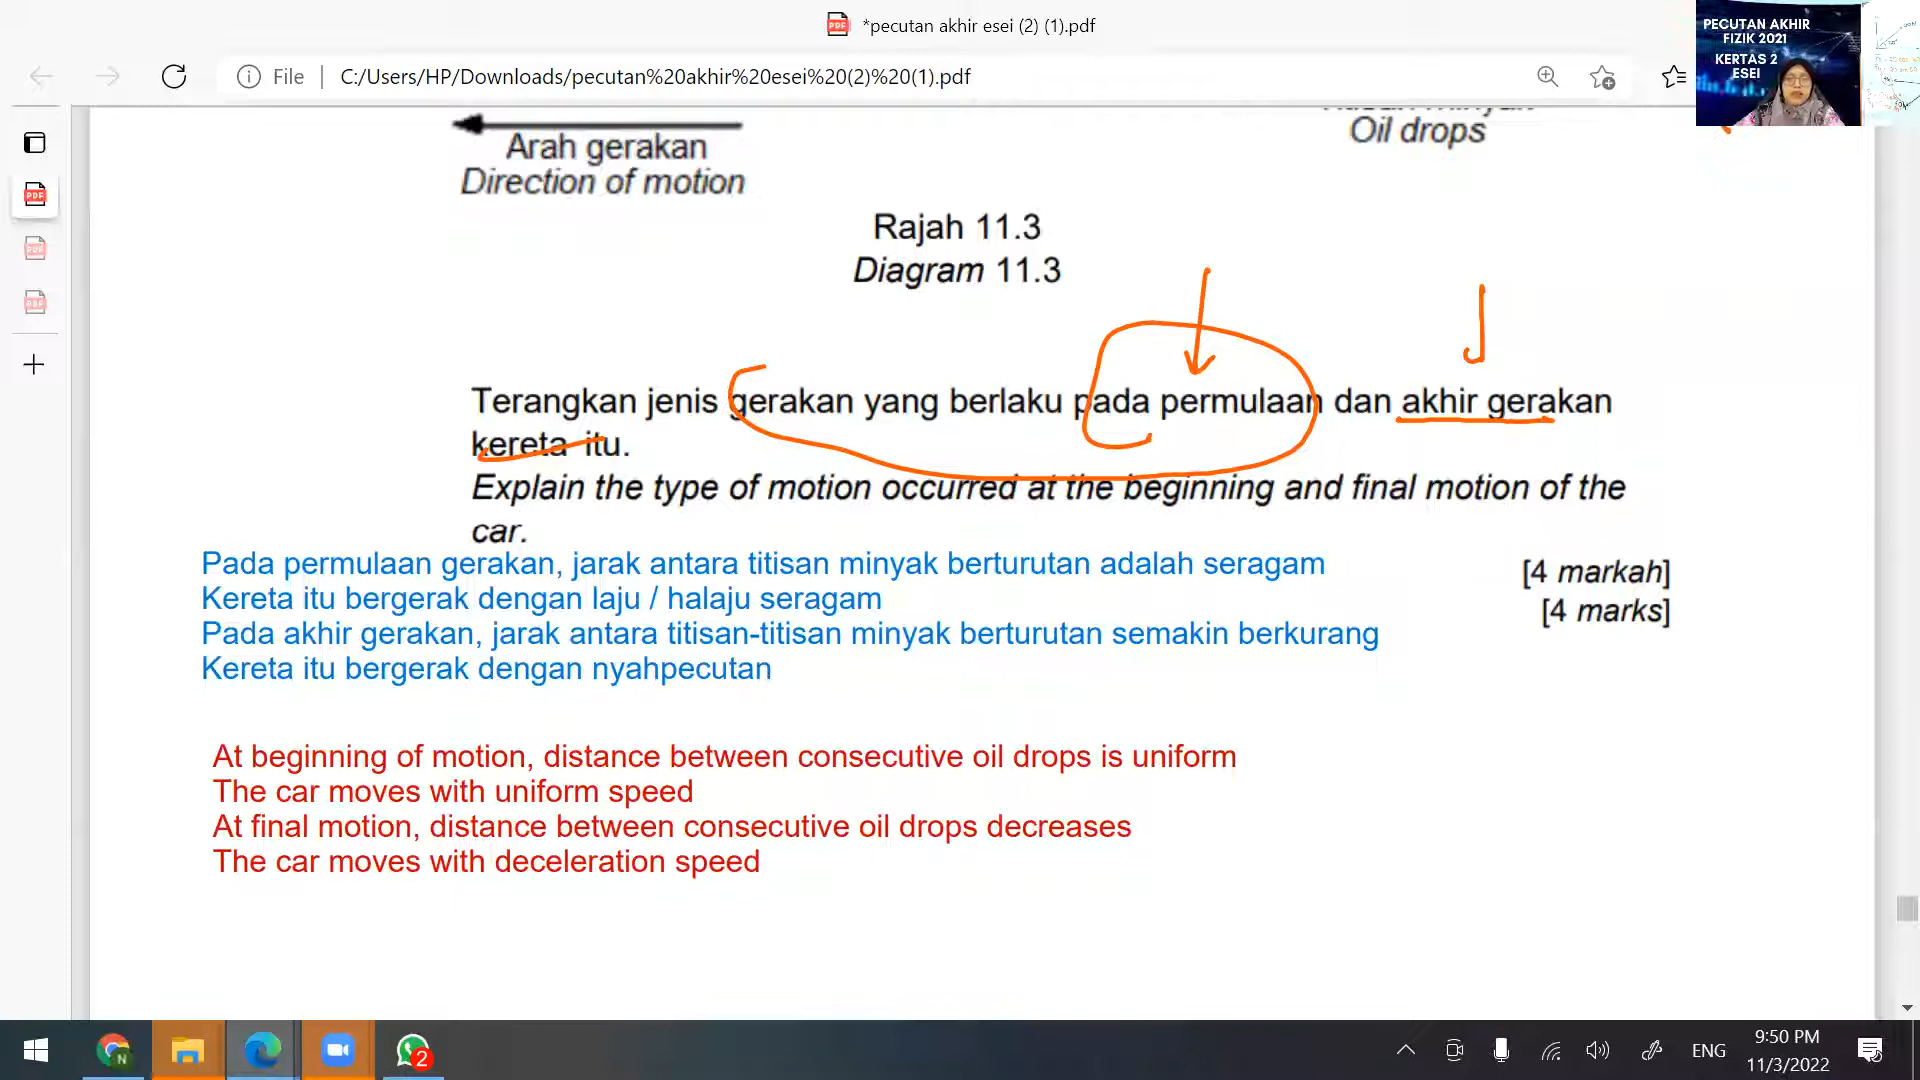 *pecutan akhir esei (2) (1).pdf
File
C:/Users/HP/Downloads/pecutan%20akhir%20esei%20(2)%20(1).pdf
PECUTAN AKHIR
FIZIK 2021
KERTAS 2
ESEI
Arah gerakan
Direction of motion
Oil drops
Rajah 11.3
Diagram 11.3
Terangkan jenis gerakan yang berlaku pada permulaan dan akhir gerakan
kereta itu.
Explain the type of motion occurred at the beginning and final motion of the
car.
Pada permulaan gerakan, jarak antara titisan minyak berturutan adalah seragam
[4 markah]
Kereta itu bergerak dengan laju / halaju seragam
[4 marks]
Pada akhir gerakan, jarak antara titisan-titisan minyak berturutan semakin berkurang
Kereta itu bergerak dengan nyahpecutan
At beginning of motion, distance between consecutive oil drops is uniform
The car moves with uniform speed
At final motion, distance between consecutive oil drops decreases
The car moves with deceleration speed
2
ENG
9:50 PM
11/3/2022